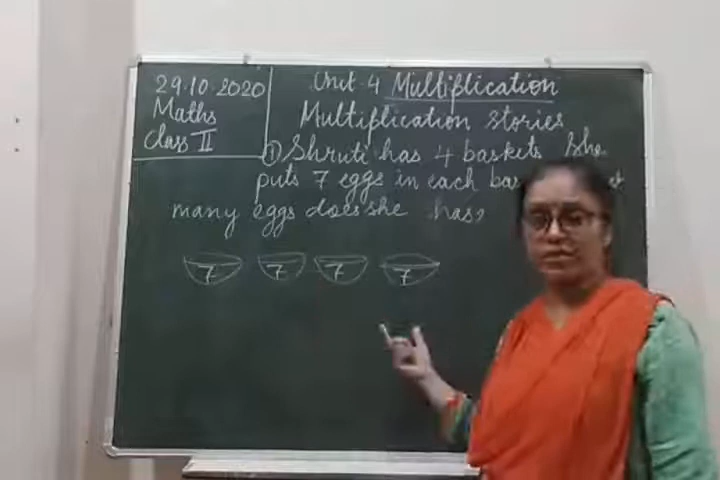 29.10.2020
Maths
Class II
Unit-4 Multiplication
Multiplication stories
① Shruti has 4 baskets She
puts 7 eggs in each
many eggs does she has?
7 7 7 7